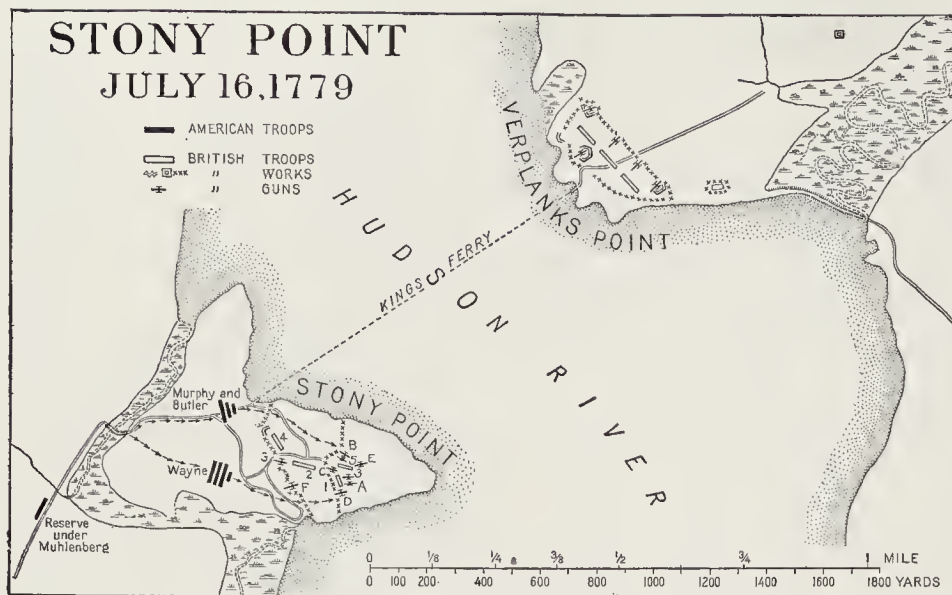 STONY POINT
JULY 16, 1779
AMERICAN TROOPS
BRITISH TROOPS
" WORKS
" GUNS
HUDSON RIVER
VERPLANKS POINT
KINGS FERRY
STONY POINT
Murphy and
Butler
Wayne
Reserve
under
Muhlenberg
4
B
3
5
E
2
C
3
1
A
F
D
0 1/8 1/4 3/8 1/2 3/4 1 MILE
0 100 200 400 600 800 1000 1200 1400 1600 1800 YARDS